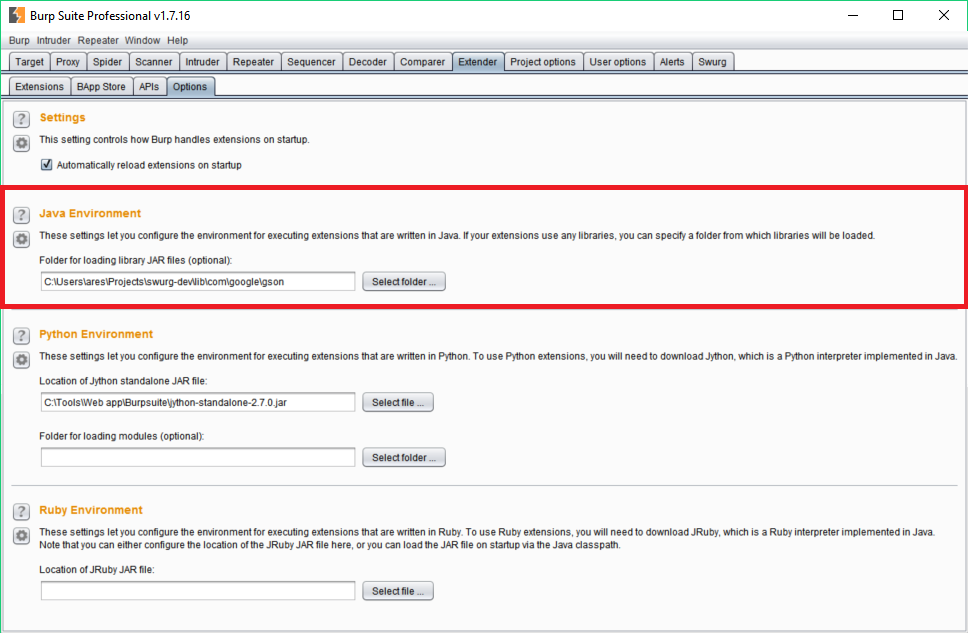 Burp Suite Professional v1.7.16
Burp Intruder Repeater Window Help
Target Proxy Spider Scanner Intruder Repeater Sequencer Decoder Comparer Extender Project options User options Alerts Swurg
Extensions BApp Store APIs Options
? Settings
This setting controls how Burp handles extensions on startup.
Automatically reload extensions on startup
? Java Environment
These settings let you configure the environment for executing extensions that are written in Java. If your extensions use any libraries, you can specify a folder from which libraries will be loaded.
Folder for loading library JAR files (optional):
C:\Users\ares\Projects\swurg-dev\lib\com\google\gson Select folder ...
? Python Environment
These settings let you configure the environment for executing extensions that are written in Python. To use Python extensions, you will need to download Jython, which is a Python interpreter implemented in Java.
Location of Jython standalone JAR file:
C:\Tools\Web app\Burpsuite\jython-standalone-2.7.0.jar Select file ...
Folder for loading modules (optional):
Select folder ...
? Ruby Environment
These settings let you configure the environment for executing extensions that are written in Ruby. To use Ruby extensions, you will need to download JRuby, which is a Ruby interpreter implemented in Java.
Note that you can either configure the location of the JRuby JAR file here, or you can load the JAR file on startup via the Java classpath.
Location of JRuby JAR file:
Select file ...